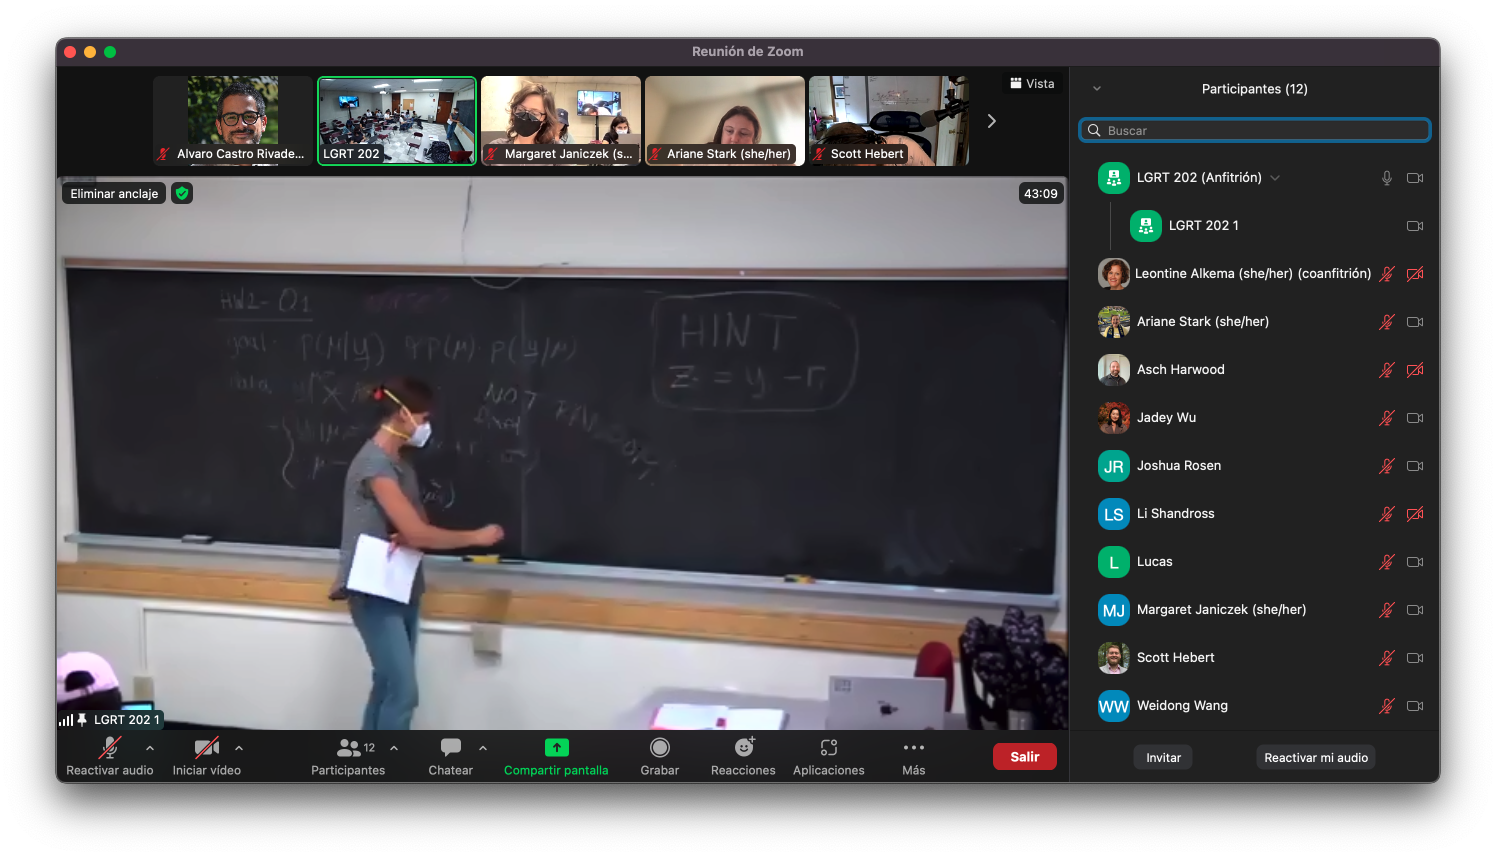 Reunión de Zoom
Alvaro Castro Rivade...
LGRT 202
Margaret Janiczek (s...
Ariane Stark (she/her)
Scott Hebert
Vista
Eliminar anclaje
43:09
HW2-Q1
goal: p(μ|y) p(μ)·p(y|μ)
data
NOT
HINT
z = y - r
LGRT 202 1
Reactivar audio
Iniciar vídeo
12
Participantes
Chatear
Compartir pantalla
Grabar
Reacciones
Aplicaciones
Más
Salir
Participantes (12)
Buscar
LGRT 202 (Anfitrión)
LGRT 202 1
Leontine Alkema (she/her) (coanfitrión)
Ariane Stark (she/her)
Asch Harwood
Jadey Wu
JR Joshua Rosen
LS Li Shandross
L Lucas
MJ Margaret Janiczek (she/her)
Scott Hebert
WW Weidong Wang
Invitar
Reactivar mi audio